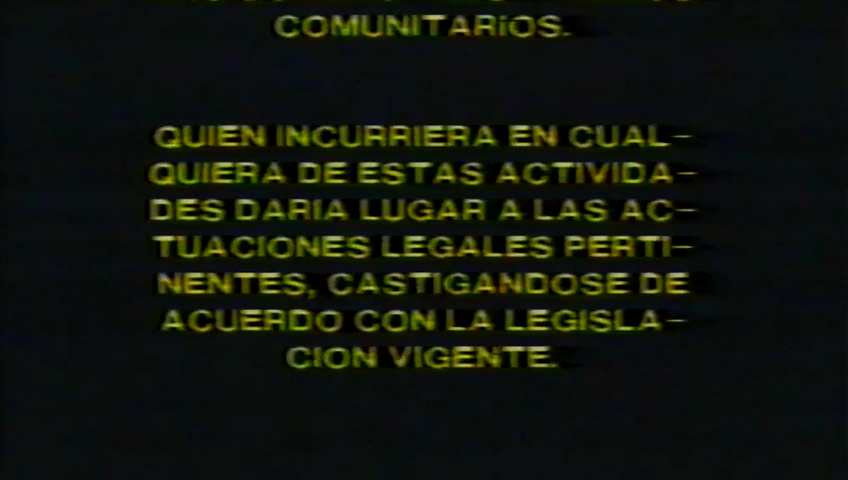 COMUNITARiOS.
QUIEN INCURRIERA EN CUAL-
QUIERA DE ESTAS ACTIVIDA-
DES DARIA LUGAR A LAS AC-
TUACIONES LEGALES PERTI-
NENTES, CASTIGANDOSE DE
ACUERDO CON LA LEGISLA-
CION VIGENTE.